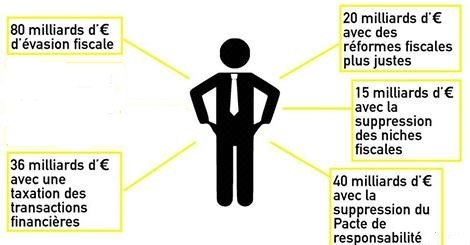 80 milliards d'€
d'évasion fiscale
20 milliards d'€
avec des
réformes fiscales
plus justes
15 milliards d'€
avec la
suppression
des niches
fiscales
36 milliards d'€
avec une
taxation des
transactions
financières
40 milliards d'€
avec la
suppression du
Pacte de
responsabilité